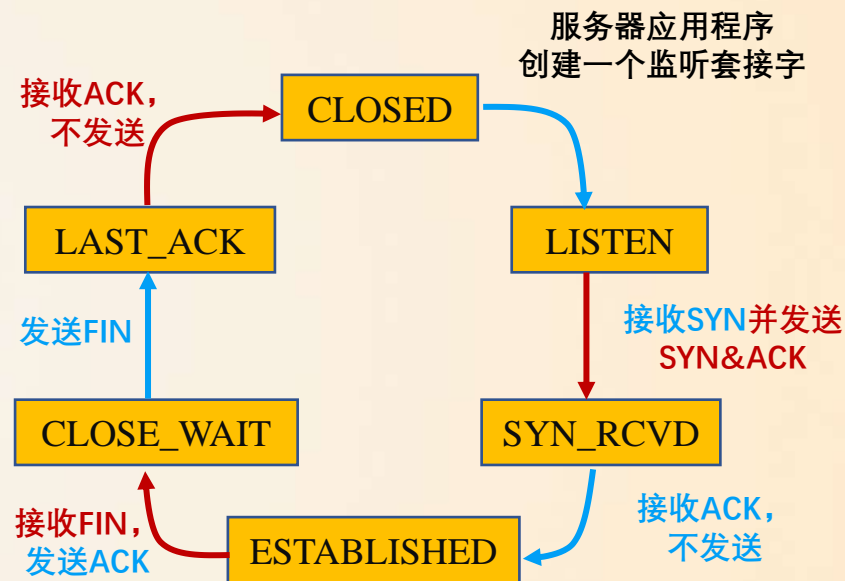 服务器应用程序
创建一个监听套接字
接收ACK，
不发送
CLOSED
LAST_ACK
LISTEN
发送FIN
接收SYN并发送
SYN&ACK
CLOSE_WAIT
SYN_RCVD
接收FIN，
发送ACK
ESTABLISHED
接收ACK，
不发送